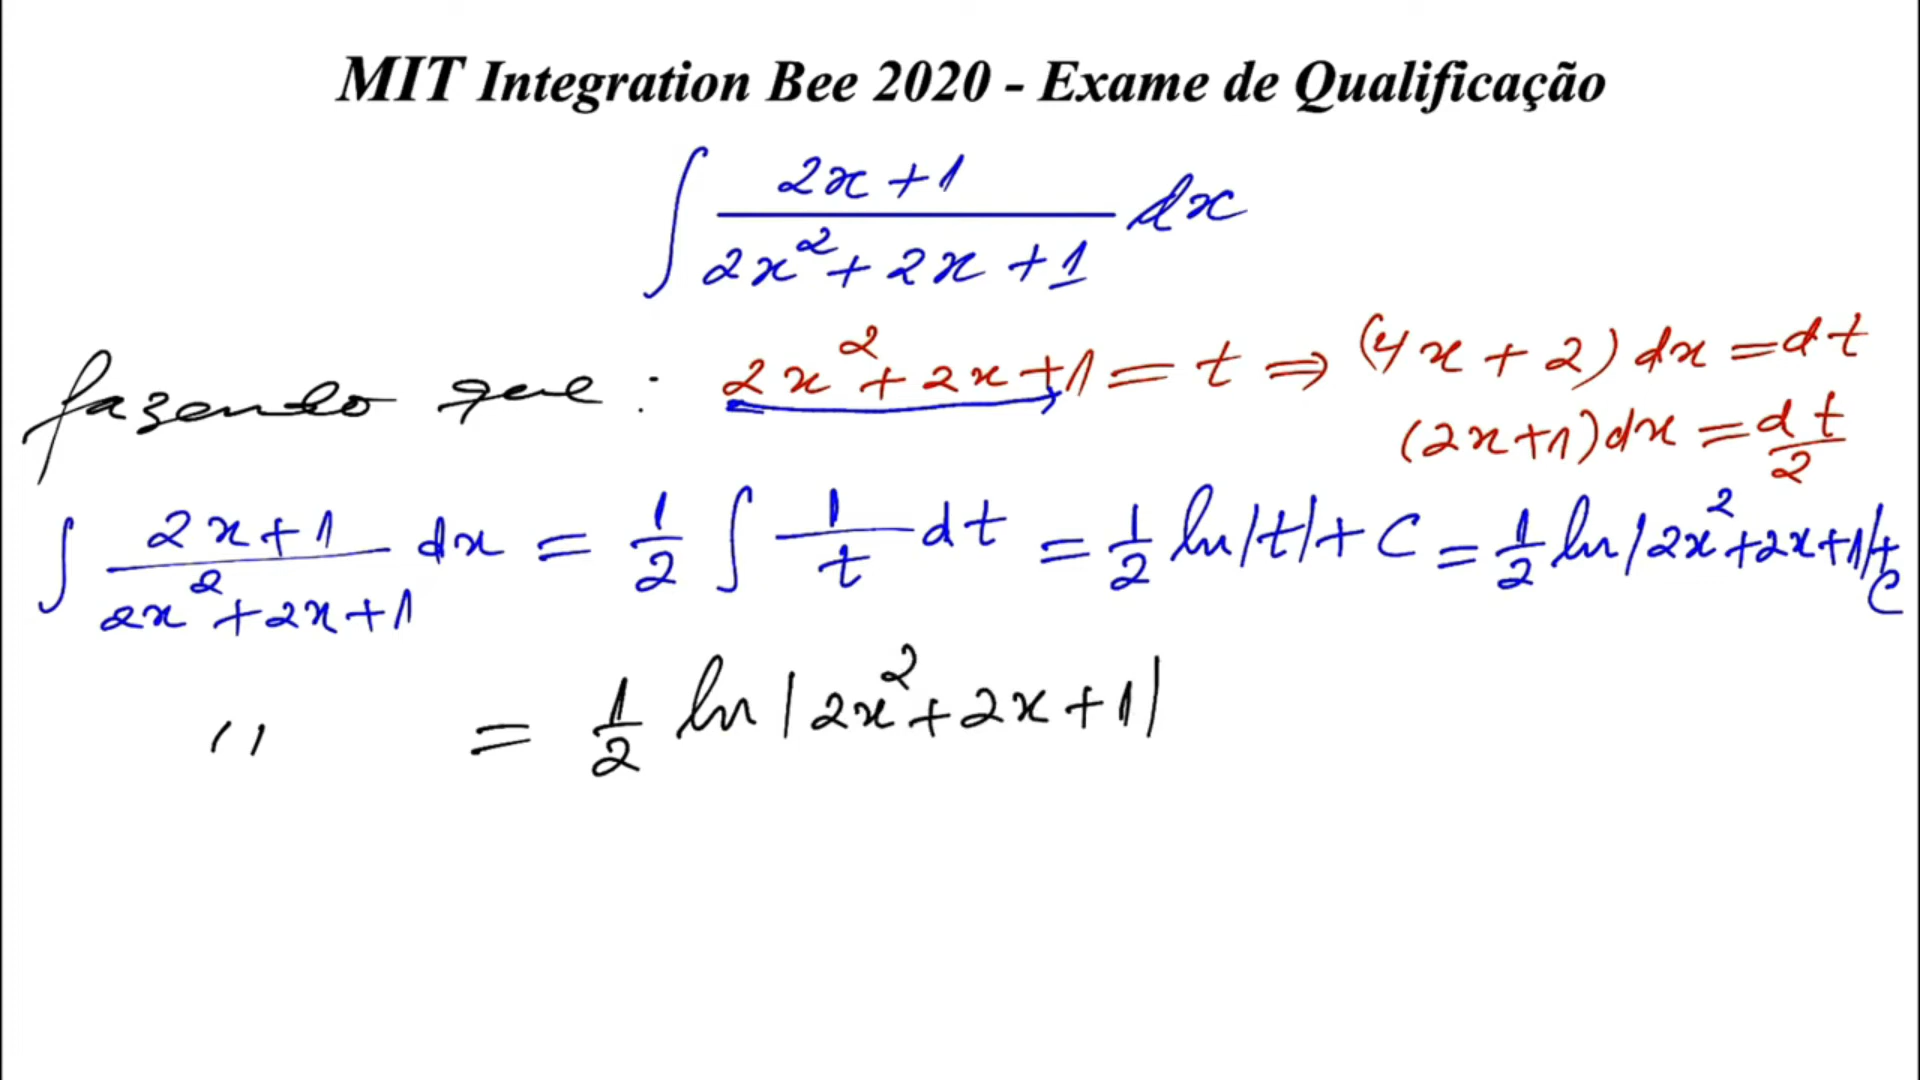 MIT Integration Bee 2020 - Exame de Qualificação
∫ (2x+1)/(2x²+2x+1) dx
fazendo que: 2x²+2x+1 = t ⇒ (4x+2)dx = dt
(2x+1)dx = dt/2
∫ (2x+1)/(2x²+2x+1) dx = 1/2 ∫ 1/t dt = 1/2 ln|t| + C = 1/2 ln|2x²+2x+1| + C
" = 1/2 ln|2x²+2x+1|